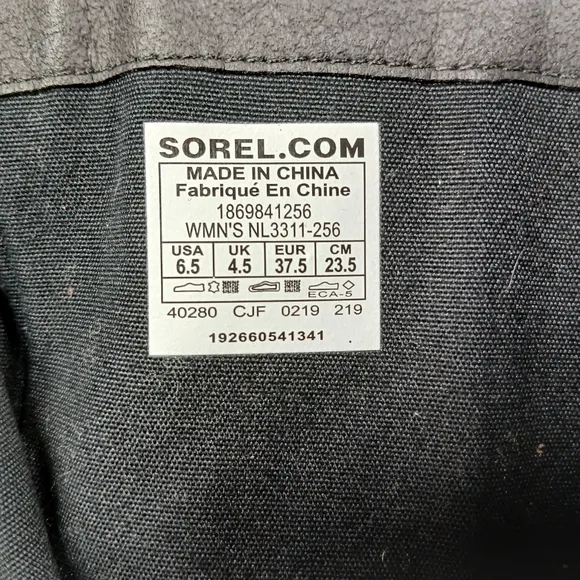 SOREL.COM
MADE IN CHINA
Fabriqué En Chine
1869841256
WMN'S NL3311-256
USA UK EUR CM
6.5 4.5 37.5 23.5
ECA-5
40280 CJF 0219 219
192660541341